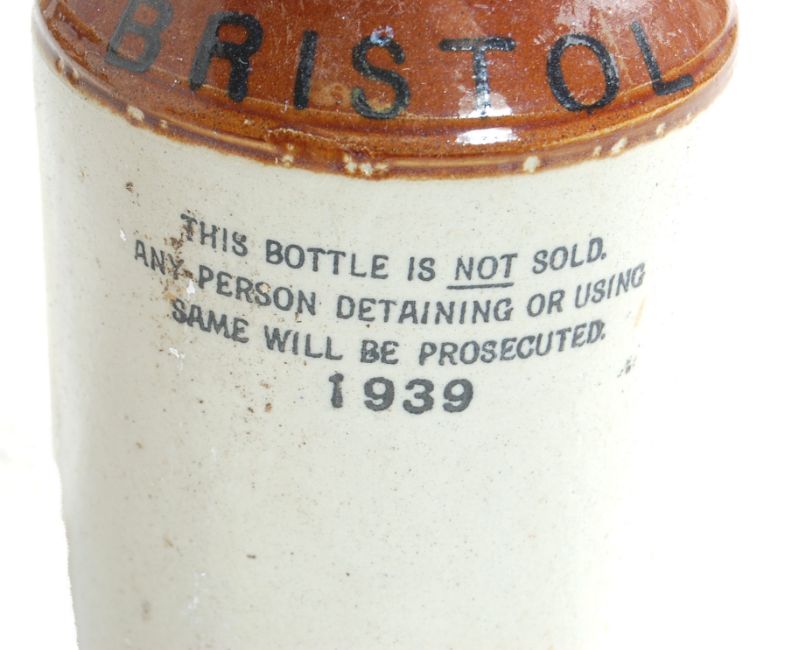 BRISTOL
THIS BOTTLE IS NOT SOLD.
ANY PERSON DETAINING OR USING
SAME WILL BE PROSECUTED.
1939